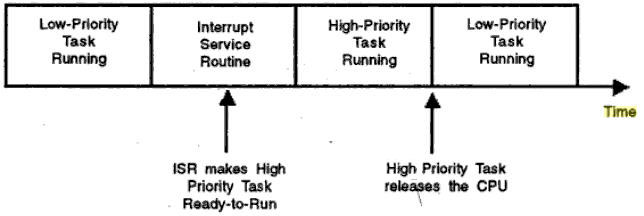 Low-Priority Interrupt High-Priority Low-Priority
Task Service Task Task
Running Routine Running Running
Time
ISR makes High High Priority Task
Priority Task releases the CPU
Ready-to-Run